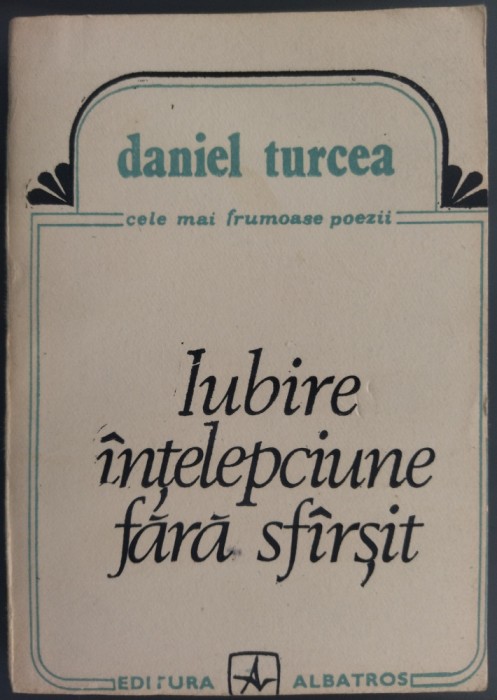 daniel turcea
cele mai frumoase poezii
Iubire
înțelepciune
fără sfîrșit
EDITURA ALBATROS